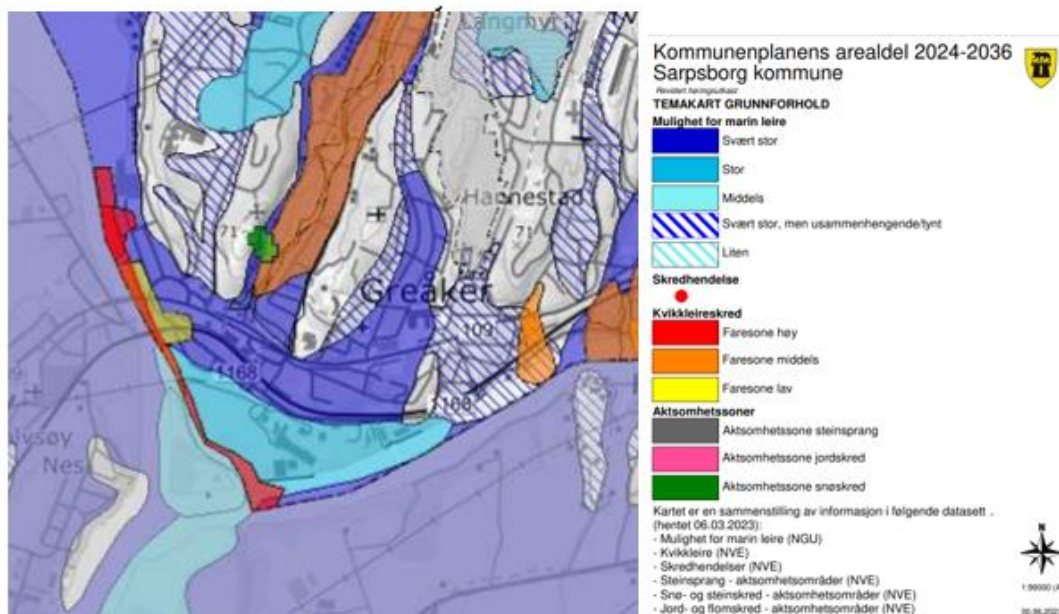 Langmyr
71
Hannestad
71
Greåker
109
1168
1168
Nes
Kommunenplanens arealdel 2024-2036
Sarpsborg kommune
Revidert høringsutkast
TEMAKART GRUNNFORHOLD
Mulighet for marin leire
Svært stor
Stor
Middels
Svært stor, men usammenhengende/tynt
Liten
Skredhendelse
Kvikkleireskred
Faresone høy
Faresone middels
Faresone lav
Aktsomhetssoner
Aktsomhetssone steinsprang
Aktsomhetssone jordskred
Aktsomhetssone snøskred
Kartet er en sammenstilling av informasjon i følgende datasett .
(hentet 06.03.2023):
- Mulighet for marin leire (NGU)
- Kvikkleire (NVE)
- Skredhendelser (NVE)
- Steinsprang - aktsomhetsområder (NVE)
- Snø- og steinskred - aktsomhetsområder (NVE)
- Jord- og flomskred - aktsomhetsområder (NVE)
N